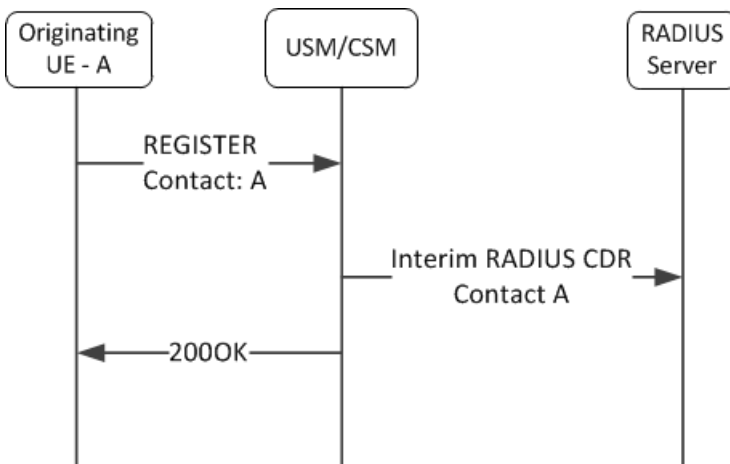 Originating
UE - A
USM/CSM
RADIUS
Server
REGISTER
Contact: A
Interim RADIUS CDR
Contact A
200OK